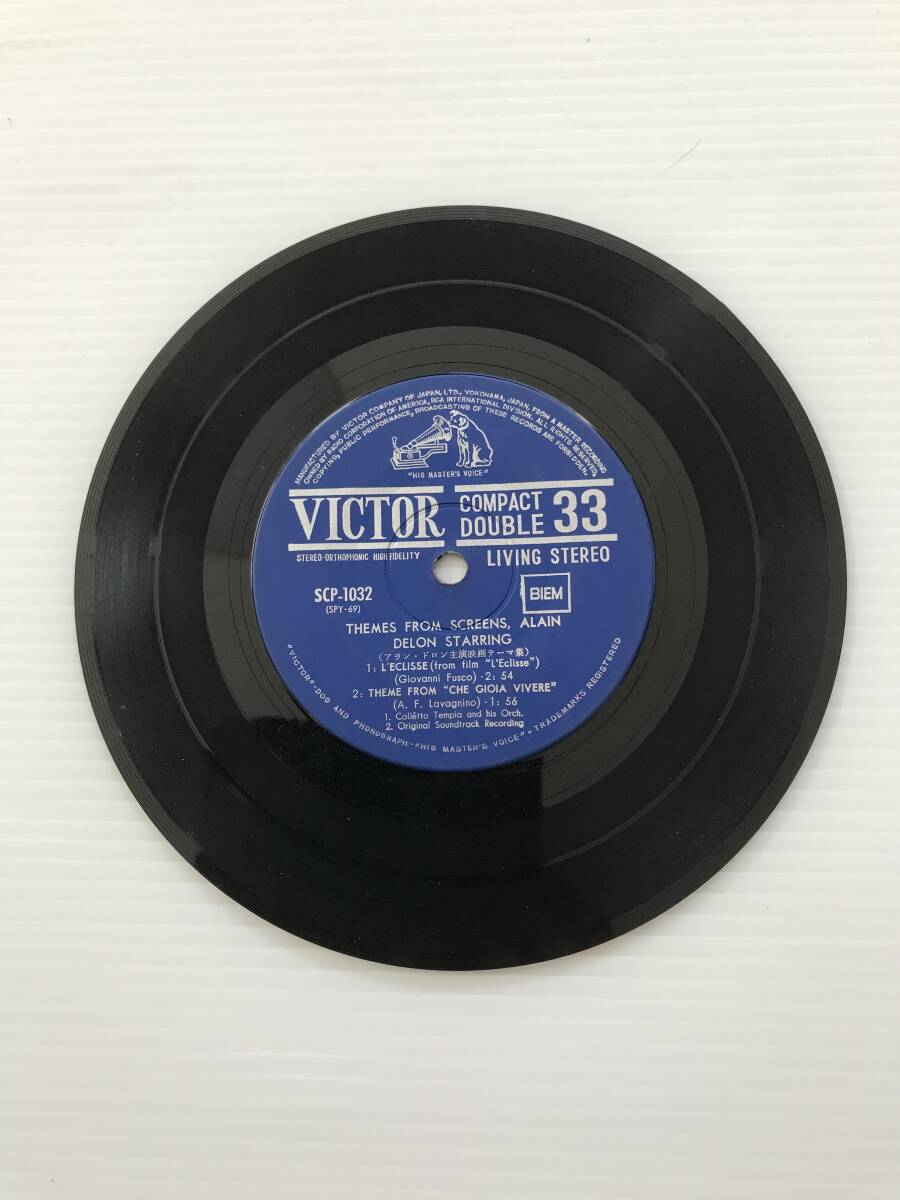 MANUFACTURED BY VICTOR COMPANY OF JAPAN, LTD., YOKOHAMA, JAPAN, FROM A MASTER RECORDING
OWNED BY RADIO CORPORATION OF AMERICA, RCA INTERNATIONAL DIVISION. ALL RIGHTS RESERVED,
COPYING, PUBLIC PERFORMANCE, BROADCASTING OF THESE RECORDS ARE FORBIDDEN.
"HIS MASTER'S VOICE"
VICTOR
COMPACT
DOUBLE 33
STEREO-ORTHOPHONIC HIGH FIDELITY
LIVING STEREO
SCP-1032
(SPY-69)
BIEM
THEMES FROM SCREENS, ALAIN
DELON STARRING
(アラン・ドロン主演映画テーマ集)
1: L'ECLISSE (from film "L'Eclisse")
(Giovanni Fusco) - 2: 54
2: THEME FROM "CHE GIOIA VIVERE"
(A. F. Lavagnino) - 1: 56
1. Collétto Tempia and his Orch.
2. Original Soundtrack Recording
"VICTOR"-DOG AND PHONOGRAPH-"HIS MASTER'S VOICE"-TRADEMARKS REGISTERED